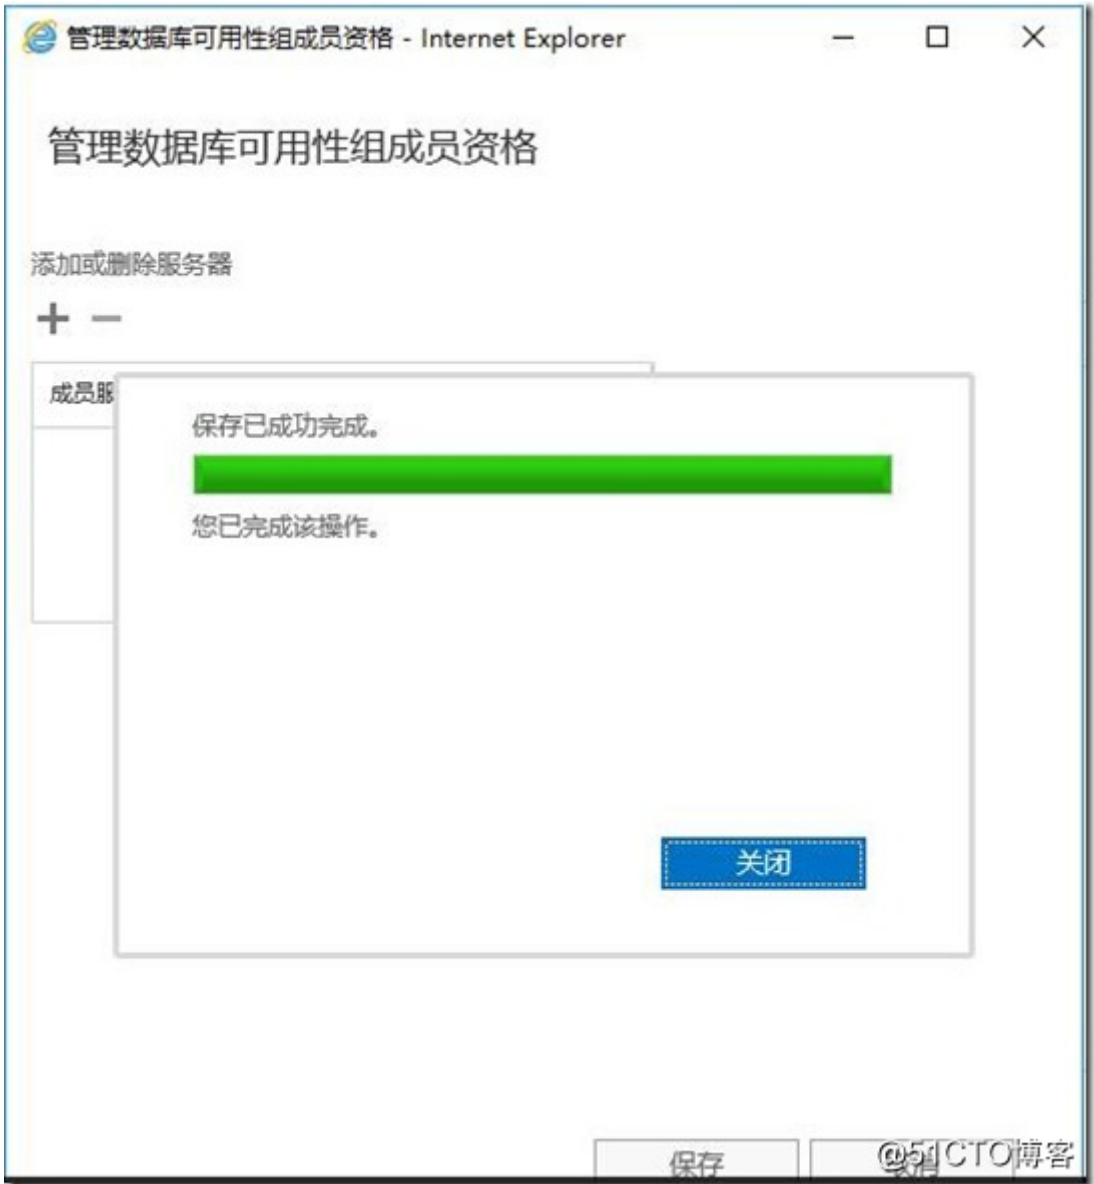 管理数据库可用性组成员资格 - Internet Explorer
管理数据库可用性组成员资格
添加或删除服务器
成员服
保存已成功完成。
您已完成该操作。
关闭
保存
@51CTO博客